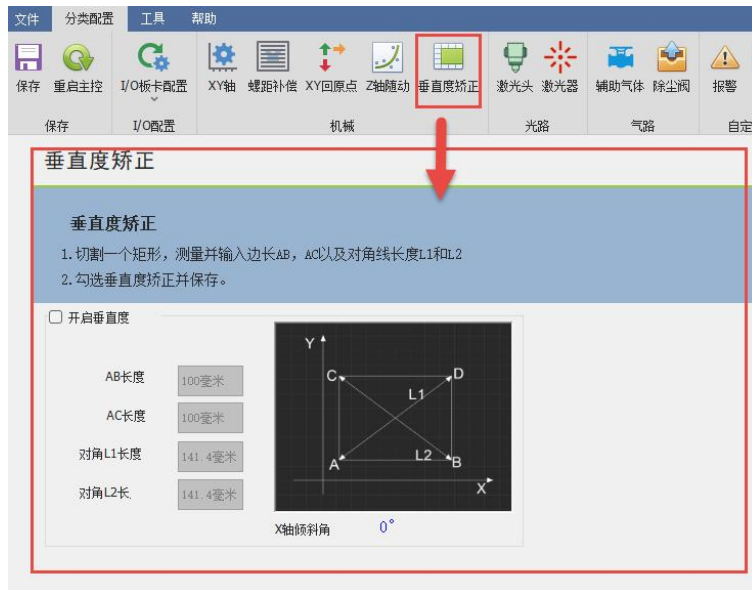 文件 分类配置 工具 帮助
保存 重启主控 I/O板卡配置 XY轴 螺距补偿 XY回原点 Z轴随动 垂直度矫正 激光头 激光器 辅助气体 除尘阀 报警
保存 I/O配置 机械 光路 气路 自定
垂直度矫正
垂直度矫正
1.切割一个矩形，测量并输入边长AB，AC以及对角线长度L1和L2
2.勾选垂直度矫正并保存。
开启垂直度
AB长度 100毫米
AC长度 100毫米
对角L1长度 141.4毫米
对角L2长 141.4毫米
Y
C D
L1
A L2 B
X
X轴倾斜角 0°